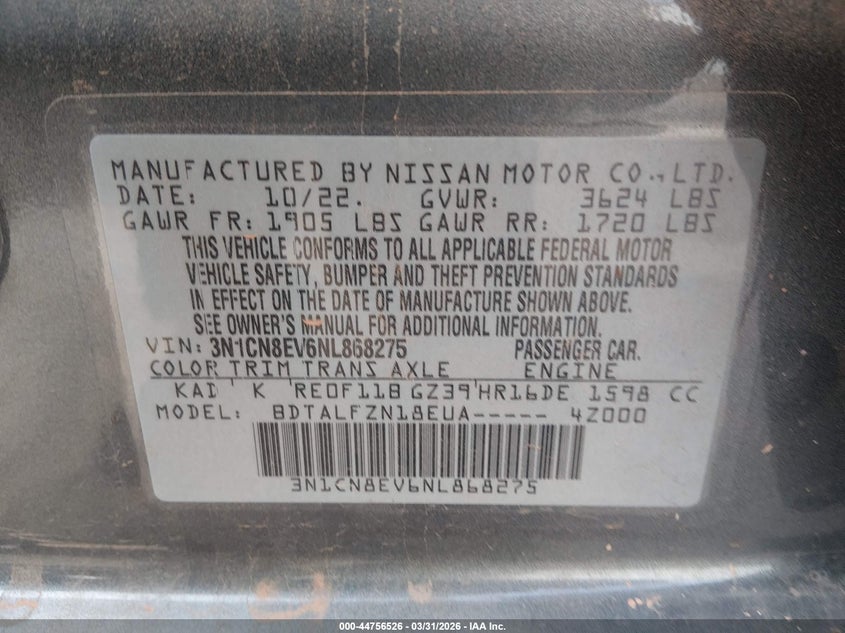 MANUFACTURED BY NISSAN MOTOR CO., LTD.
DATE: 10/22. GVWR: 3624 LBS
GAWR FR: 1905 LBS GAWR RR: 1720 LBS
THIS VEHICLE CONFORMS TO ALL APPLICABLE FEDERAL MOTOR
VEHICLE SAFETY, BUMPER AND THEFT PREVENTION STANDARDS
IN EFFECT ON THE DATE OF MANUFACTURE SHOWN ABOVE.
SEE OWNER'S MANUAL FOR ADDITIONAL INFORMATION.
VIN: 3N1CN8EV6NL868275 PASSENGER CAR.
COLOR TRIM TRANS AXLE ENGINE
KAD K RE0F11B GZ39 HR16DE 1598 CC
MODEL: BDTALFZN18EUA----- 4Z000
3N1CN8EV6NL868275
000-44756526 - 03/31/2026 - IAA Inc.